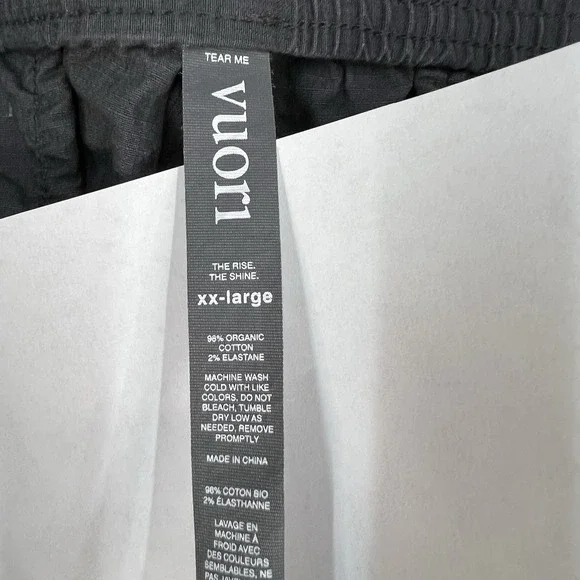 TEAR ME
vuori
THE RISE.
THE SHINE.
xx-large
98% ORGANIC
COTTON
2% ELASTANE
MACHINE WASH
COLD WITH LIKE
COLORS, DO NOT
BLEACH, TUMBLE
DRY LOW AS
NEEDED, REMOVE
PROMPTLY
MADE IN CHINA
98% COTON BIO
2% ÉLASTHANNE
LAVAGE EN
MACHINE À
FROID AVEC
DES COULEURS
SEMBLABLES, NE